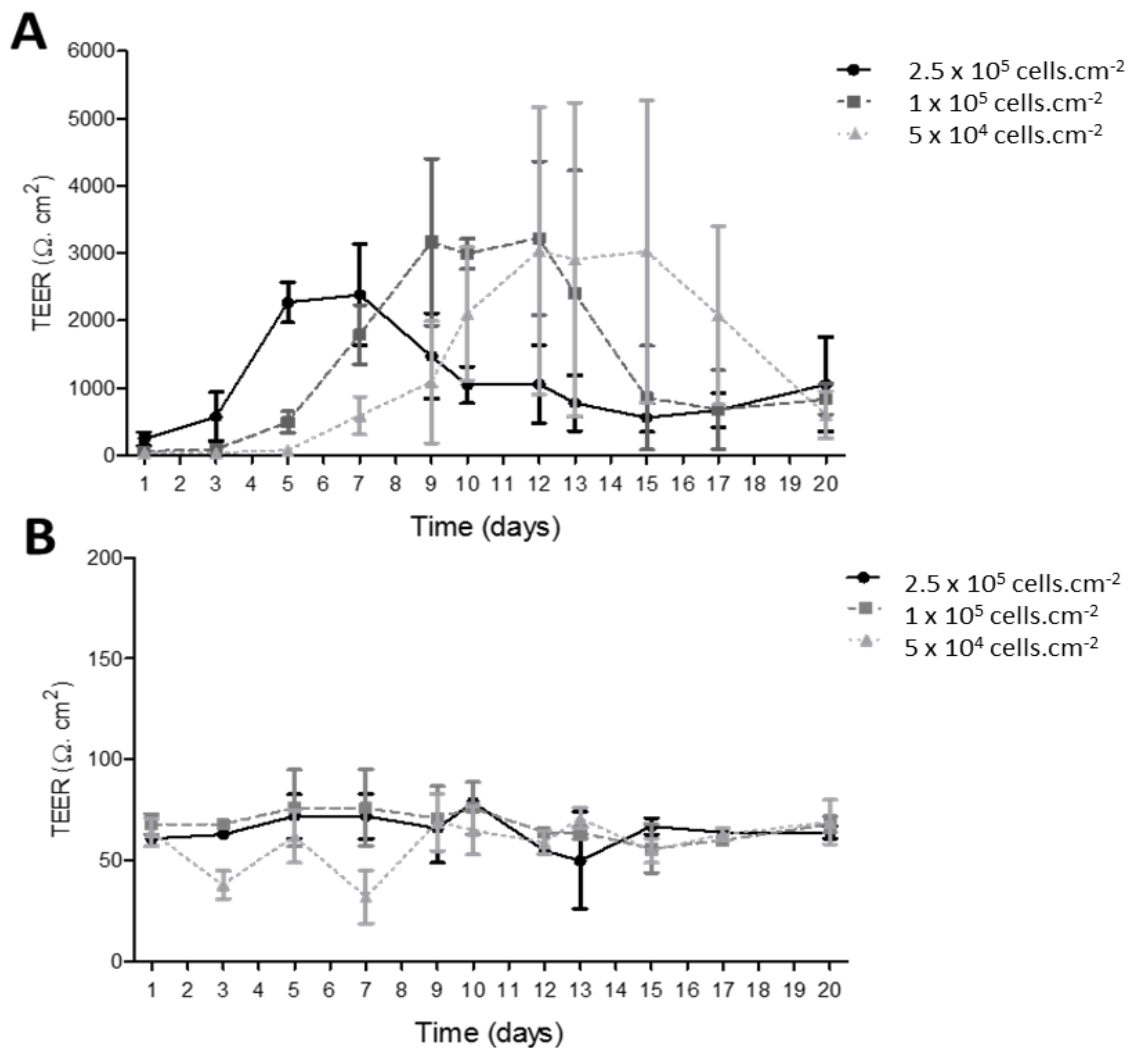 A
6000
5000
4000
3000
2000
1000
0
TEER (Ω. cm²)
1 2 3 4 5 6 7 8 9 10 11 12 13 14 15 16 17 18 19 20
Time (days)
2.5 x 10⁵ cells.cm⁻²
1 x 10⁵ cells.cm⁻²
5 x 10⁴ cells.cm⁻²
B
200
150
100
50
0
TEER (Ω. cm²)
1 2 3 4 5 6 7 8 9 10 11 12 13 14 15 16 17 18 19 20
Time (days)
2.5 x 10⁵ cells.cm⁻²
1 x 10⁵ cells.cm⁻²
5 x 10⁴ cells.cm⁻²